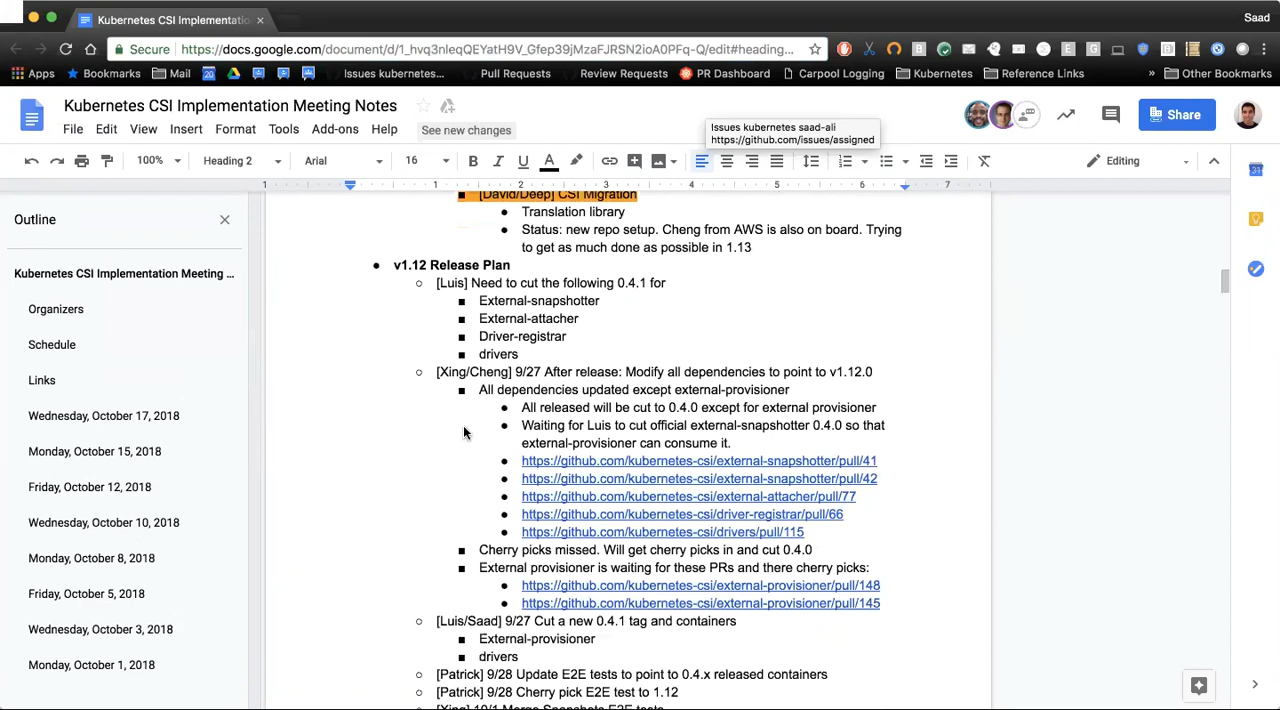 Kubernetes CSI Implementatio
Saad
Secure
https://docs.google.com/document/d/1_hvq3nleqQEYatH9V_Gfep39jMzaFJRSN2ioA0PFq-Q/edit#heading...
Apps
Bookmarks
Mail
Issues kubernetes...
Pull Requests
Review Requests
PR Dashboard
Carpool Logging
Kubernetes
Reference Links
»
Other Bookmarks
Kubernetes CSI Implementation Meeting Notes
File Edit View Insert Format Tools Add-ons Help
See new changes
Issues kubernetes saad-ali
https://github.com/issues/assigned
Share
100%
Heading 2
Arial
16
Editing
1 1 2 3 4 5 6 7
Outline
Kubernetes CSI Implementation Meeting ...
Organizers
Schedule
Links
Wednesday, October 17, 2018
Monday, October 15, 2018
Friday, October 12, 2018
Wednesday, October 10, 2018
Monday, October 8, 2018
Friday, October 5, 2018
Wednesday, October 3, 2018
Monday, October 1, 2018
[David/Deep] CSI Migration
Translation library
Status: new repo setup. Cheng from AWS is also on board. Trying
to get as much done as possible in 1.13
v1.12 Release Plan
[Luis] Need to cut the following 0.4.1 for
External-snapshotter
External-attacher
Driver-registrar
drivers
[Xing/Cheng] 9/27 After release: Modify all dependencies to point to v1.12.0
All dependencies updated except external-provisioner
All released will be cut to 0.4.0 except for external provisioner
Waiting for Luis to cut official external-snapshotter 0.4.0 so that
external-provisioner can consume it.
https://github.com/kubernetes-csi/external-snapshotter/pull/41
https://github.com/kubernetes-csi/external-snapshotter/pull/42
https://github.com/kubernetes-csi/external-attacher/pull/77
https://github.com/kubernetes-csi/driver-registrar/pull/66
https://github.com/kubernetes-csi/drivers/pull/115
Cherry picks missed. Will get cherry picks in and cut 0.4.0
External provisioner is waiting for these PRs and there cherry picks:
https://github.com/kubernetes-csi/external-provisioner/pull/148
https://github.com/kubernetes-csi/external-provisioner/pull/145
[Luis/Saad] 9/27 Cut a new 0.4.1 tag and containers
External-provisioner
drivers
[Patrick] 9/28 Update E2E tests to point to 0.4.x released containers
[Patrick] 9/28 Cherry pick E2E test to 1.12
[Xing] 10/1 Merge Snapshots E2E tests